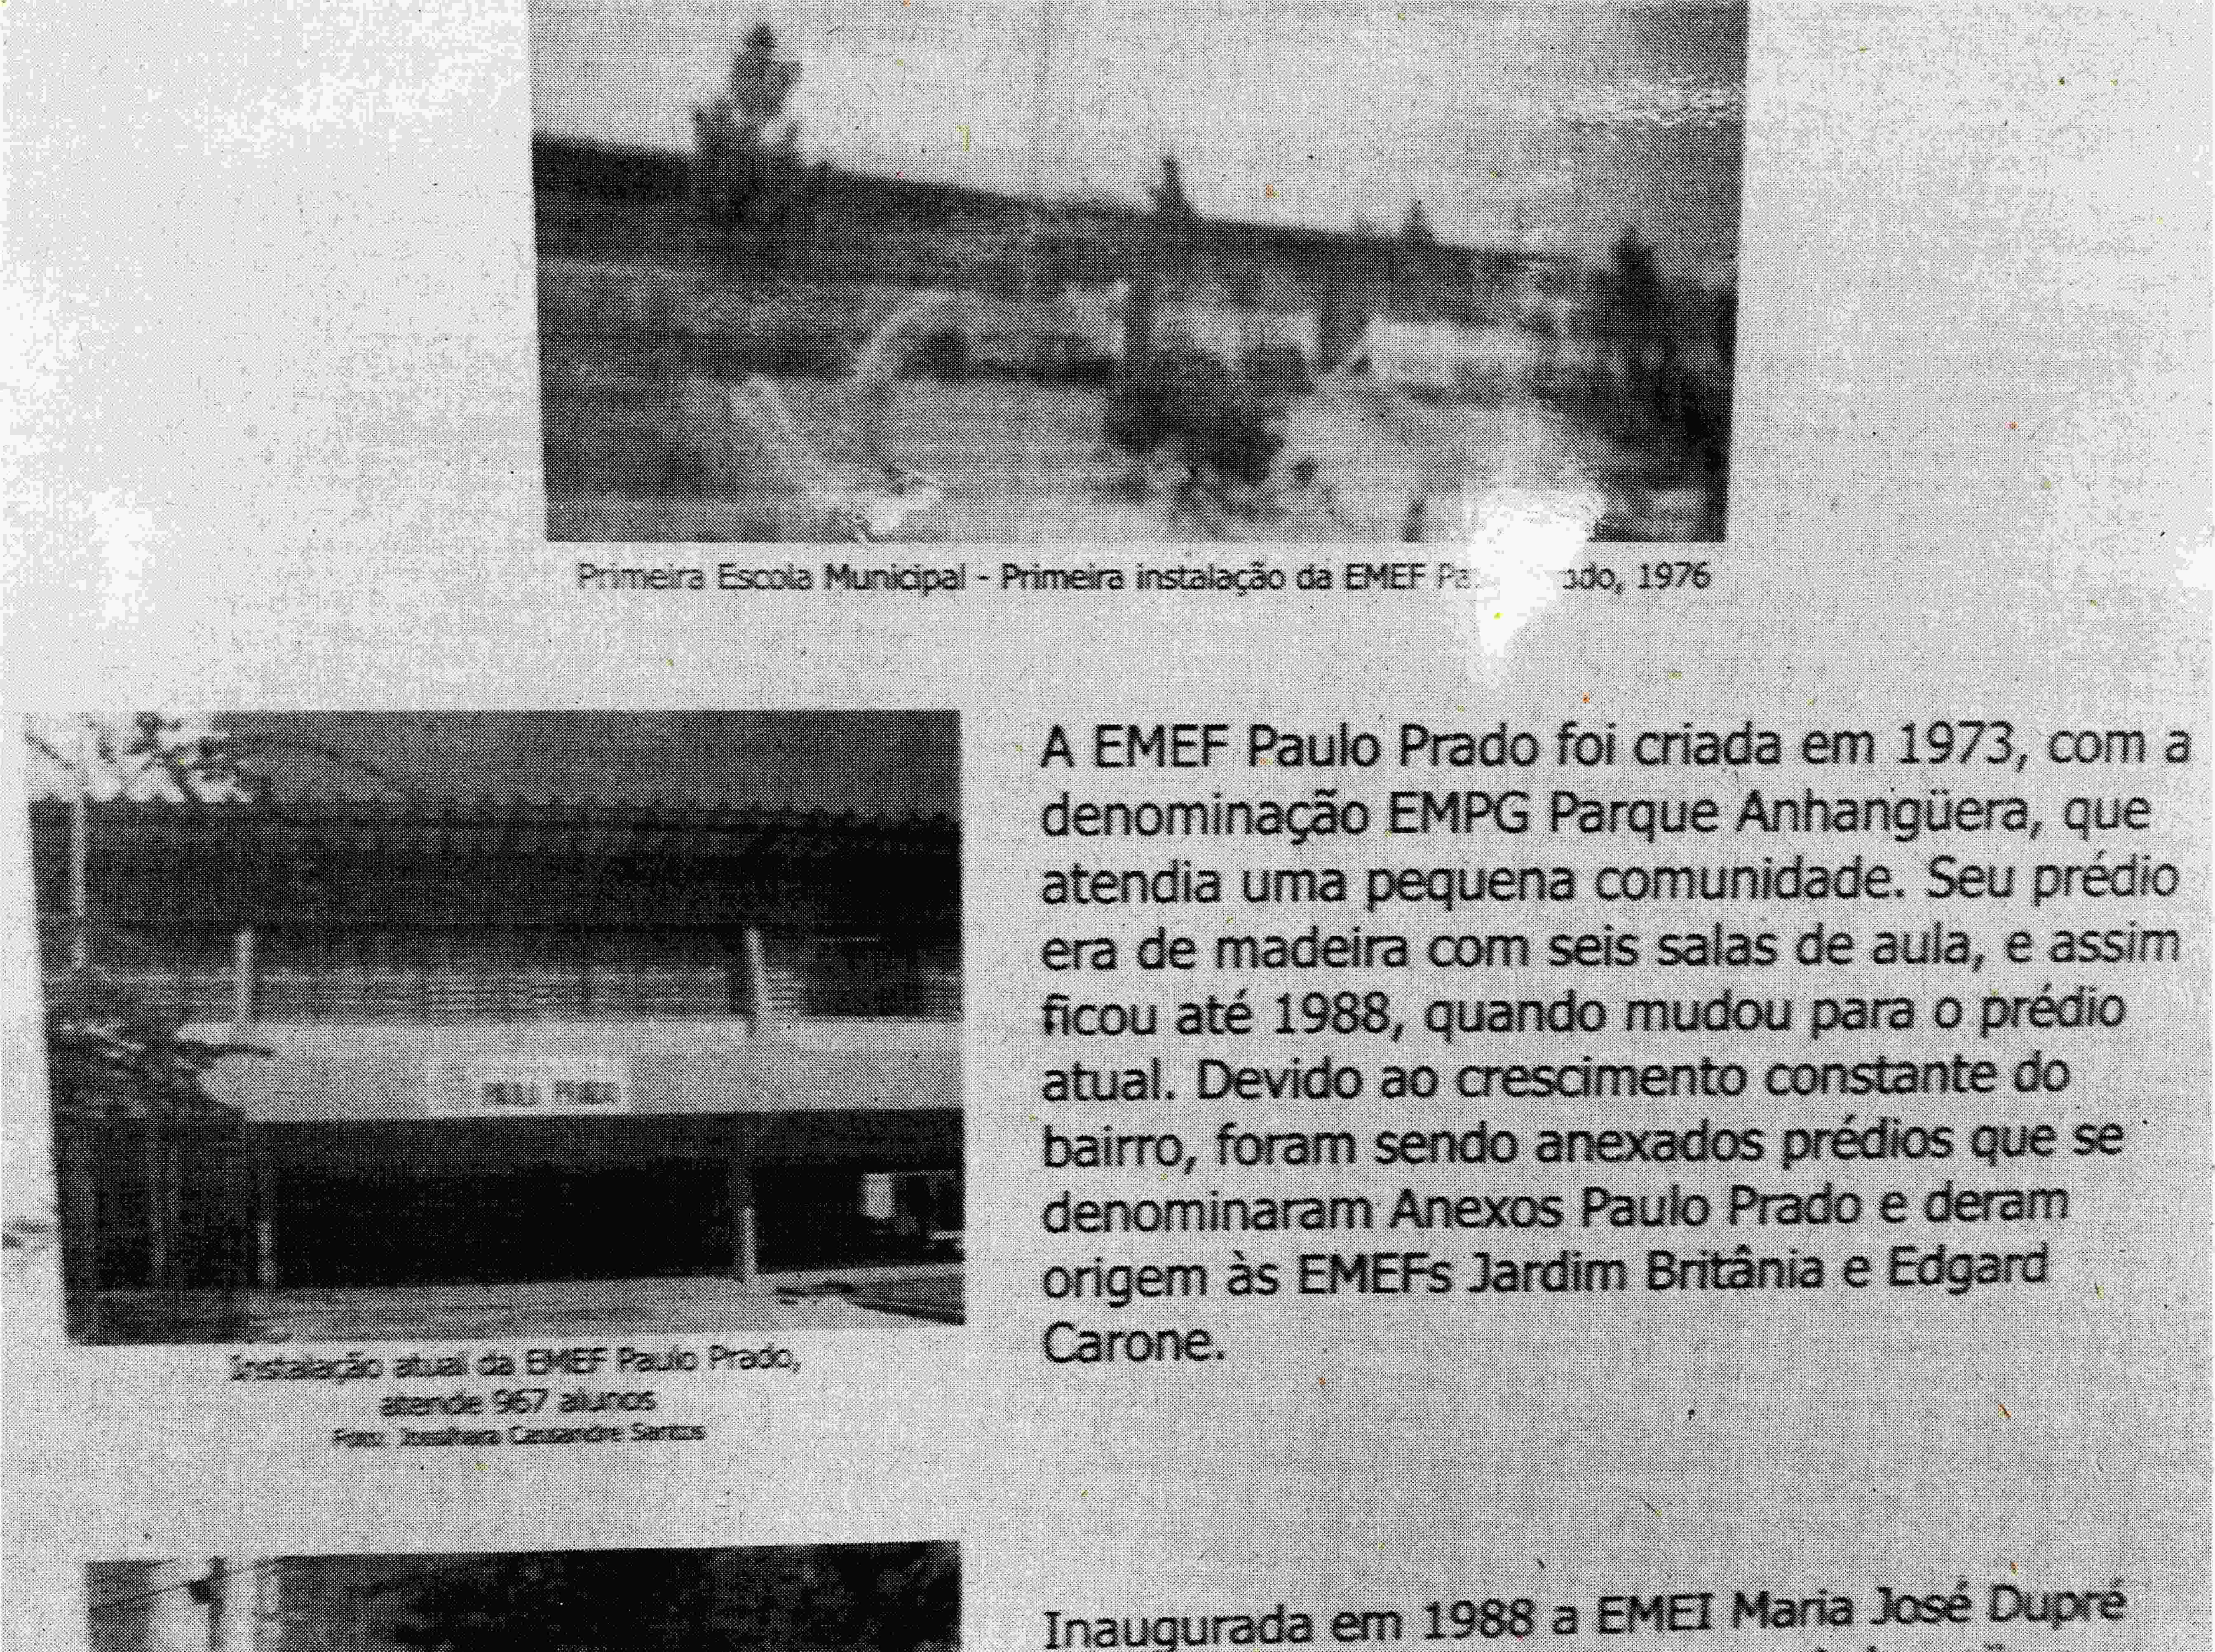 Primeira Escola Municipal - Primeira instalação da EMEF , 1976
A EMEF Paulo Prado foi criada em 1973, com a
denominação EMPG Parque Anhangüera, que
atendia uma pequena comunidade. Seu prédio
era de madeira com seis salas de aula, e assim
ficou até 1988, quando mudou para o prédio
atual. Devido ao crescimento constante do
bairro, foram sendo anexados prédios que se
denominaram Anexos Paulo Prado e deram
origem às EMEFs Jardim Britânia e Edgard
Carone.
PAULO PRADO
Instalação atual da EMEF Paulo Prado,
atende 967 alunos
Foto: Cassandre Santos
Inaugurada em 1988 a EMEI Maria José Dupré